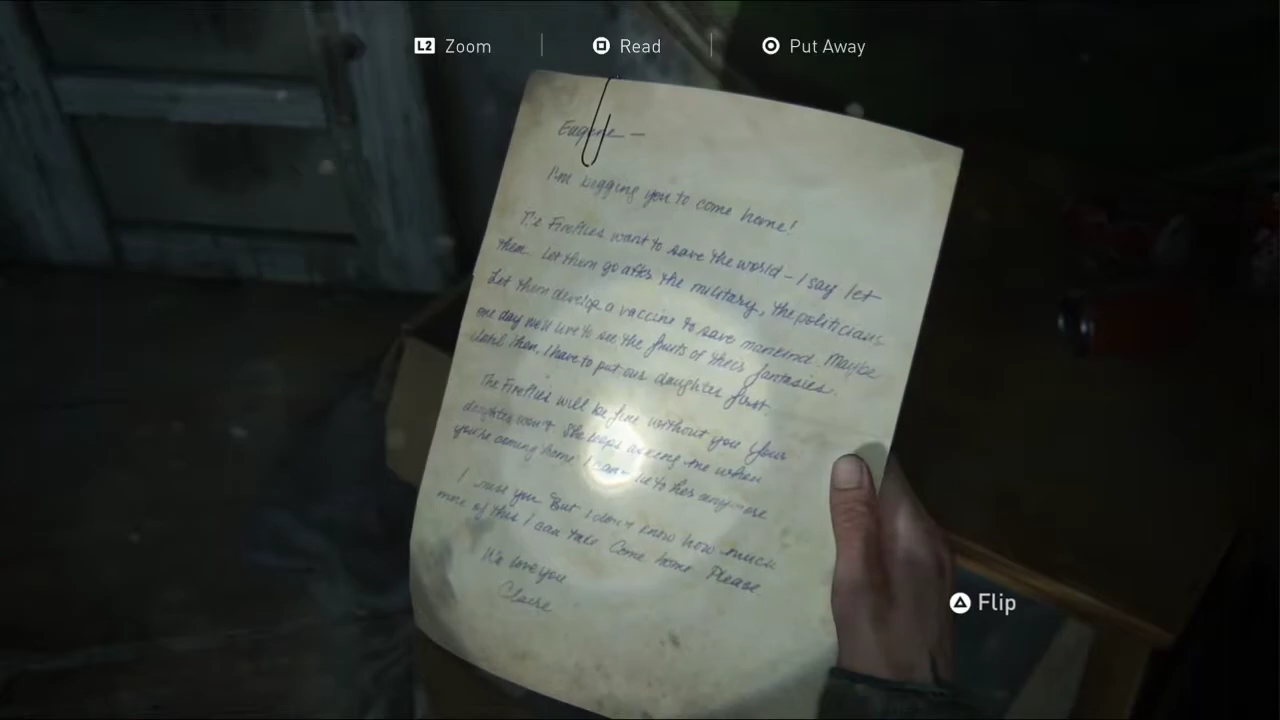 L2 Zoom
Read
Put Away
Eugene —
I'm begging you to come home!
The Fireflies want to save the world – I say let
them. Let them go after the military, the politicians.
Let them develop a vaccine to save mankind. Maybe
one day we'll live to see the fruits of their fantasies.
Until then, I have to put our daughter first.
The Fireflies will be fine without you. Your
daughter won't. She keeps asking me when
you're coming home. I can't lie to her anymore.
I miss you. But I don't know how much
more of this I can take. Come home. Please.
We love you
Claire
Flip